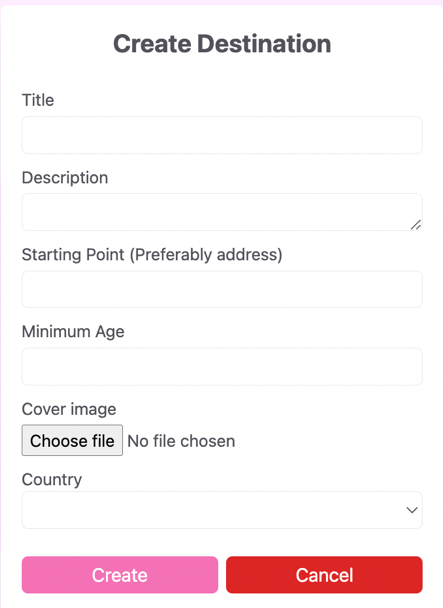 Create Destination
Title
Description
Starting Point (Preferably address)
Minimum Age
Cover image
Choose file No file chosen
Country
Create Cancel